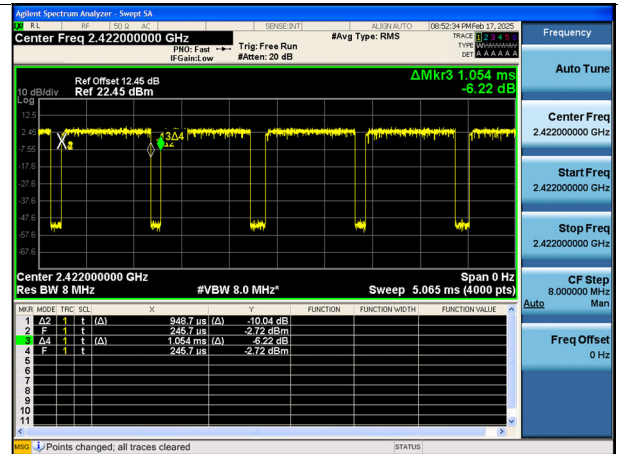 Agilent Spectrum Analyzer - Swept SA
RL RF 50 Ω AC SENSE:INT ALIGN AUTO 08:52:34 PM Feb 17, 2025
Center Freq 2.422000000 GHz
PNO: Fast
IFGain:Low
Trig: Free Run
#Atten: 20 dB
#Avg Type: RMS
TRACE 1 2 3 4 5 6
TYPE WWWWWW
DET A A A A A A
Ref Offset 12.45 dB
10 dB/div Ref 22.45 dBm
Log
ΔMkr3 1.054 ms
-6.22 dB
12.5
2.45
-7.55
-17.6
-27.6
-37.6
-47.6
-57.6
-67.6
3Δ4
Center 2.422000000 GHz Span 0 Hz
Res BW 8 MHz #VBW 8.0 MHz* Sweep 5.065 ms (4000 pts)
MKR MODE TRC SCL X Y FUNCTION FUNCTION WIDTH FUNCTION VALUE
1 Δ2 1 t (Δ) 948.7 µs (Δ) -10.04 dB
2 F 1 t 245.7 µs -2.72 dBm
3 Δ4 1 t (Δ) 1.054 ms (Δ) -6.22 dB
4 F 1 t 245.7 µs -2.72 dBm
5
6
7
8
9
10
11
MSG Points changed; all traces cleared STATUS
Frequency
Auto Tune
Center Freq
2.422000000 GHz
Start Freq
2.422000000 GHz
Stop Freq
2.422000000 GHz
CF Step
8.000000 MHz
Auto Man
Freq Offset
0 Hz